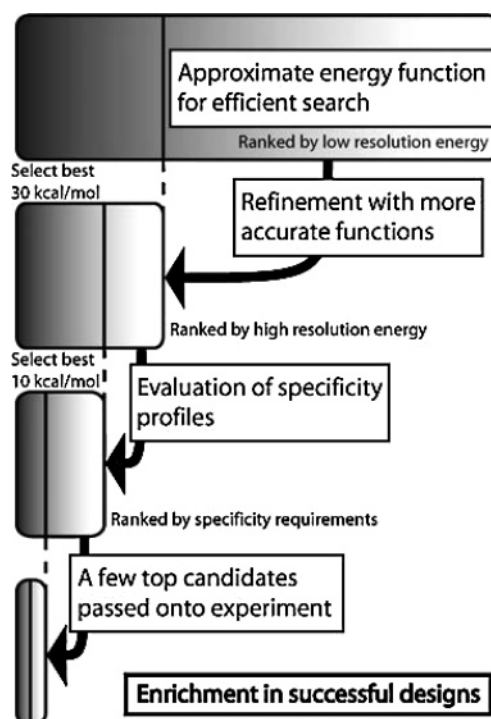 Approximate energy function
for efficient search
Ranked by low resolution energy
Select best
30 kcal/mol
Refinement with more
accurate functions
Ranked by high resolution energy
Select best
10 kcal/mol
Evaluation of specificity
profiles
Ranked by specificity requirements
A few top candidates
passed onto experiment
Enrichment in successful designs